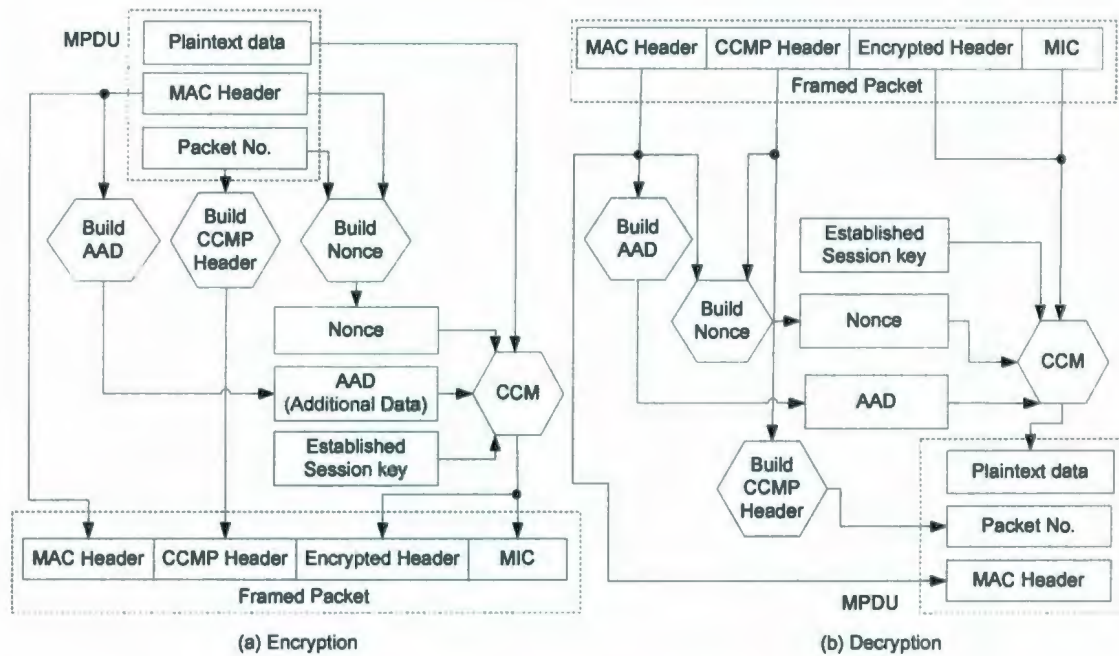 MPDU
Plaintext data
MAC Header
Packet No.
Build
AAD
Build
CCMP
Header
Build
Nonce
Nonce
AAD
(Additional Data)
CCM
Established
Session key
MAC Header
CCMP Header
Encrypted Header
MIC
Framed Packet
(a) Encryption
MAC Header
CCMP Header
Encrypted Header
MIC
Framed Packet
Build
AAD
Build
Nonce
Established
Session key
Nonce
CCM
AAD
Build
CCMP
Header
Plaintext data
Packet No.
MAC Header
MPDU
(b) Decryption